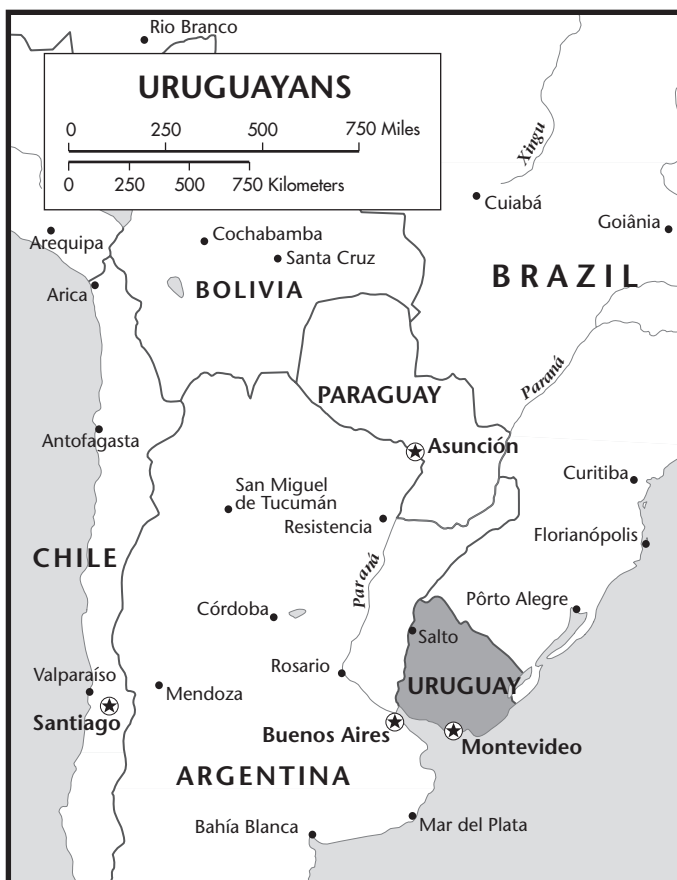 Rio Branco
URUGUAYANS
0 250 500 750 Miles
0 250 500 750 Kilometers
Xingu
Cuiabá
Goiânia
Arequipa
Cochabamba
Santa Cruz
BRAZIL
Arica
BOLIVIA
Paraná
PARAGUAY
Antofagasta
Asunción
Curitiba
San Miguel
de Tucumán
Resistencia
Florianópolis
CHILE
Paraná
Córdoba
Pôrto Alegre
Salto
Rosario
Valparaíso
Mendoza
URUGUAY
Santiago
Buenos Aires
Montevideo
ARGENTINA
Bahía Blanca
Mar del Plata